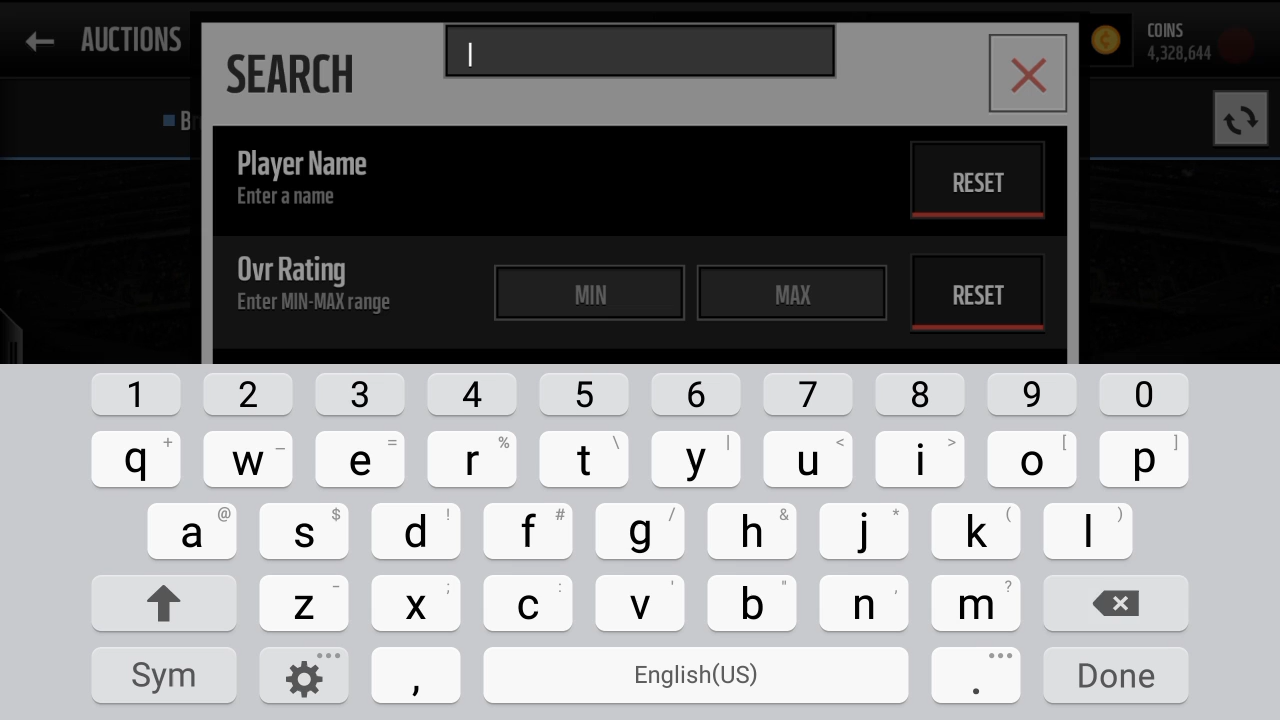 AUCTIONS
COINS
4,328,644
SEARCH
Player Name
Enter a name
RESET
Ovr Rating
Enter MIN-MAX range
MIN
MAX
RESET
1 2 3 4 5 6 7 8 9 0
q + w _ e = r % t \ y | u < i > o [ p ]
a @ s $ d ! f # g / h & j * k ( l )
z - x ; c : v ' b " n , m ?
Sym , English(US) . Done